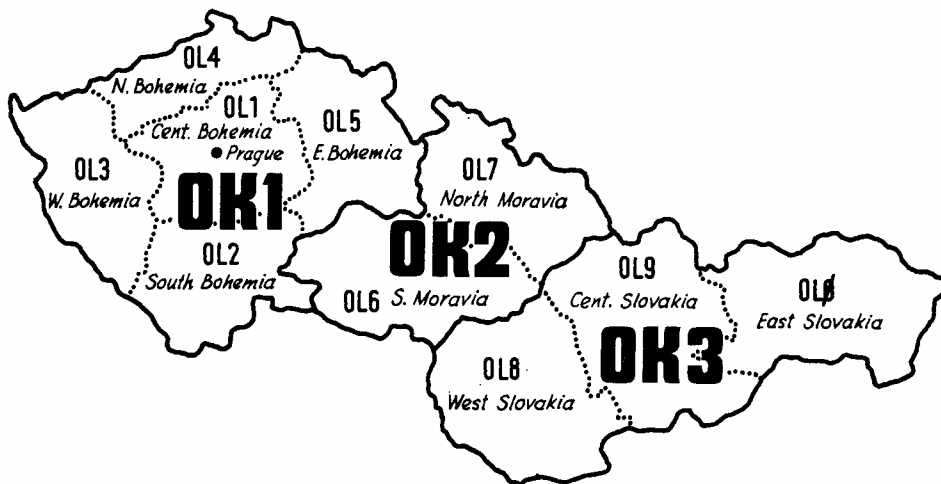 OL4
N. Bohemia
OL1
Cent. Bohemia
Prague
OL5
E. Bohemia
OL3
W. Bohemia
OK1
OL2
South Bohemia
OL7
North Moravia
OK2
OL6
S. Moravia
OL9
Cent. Slovakia
OK3
OL8
West Slovakia
OLØ
East Slovakia